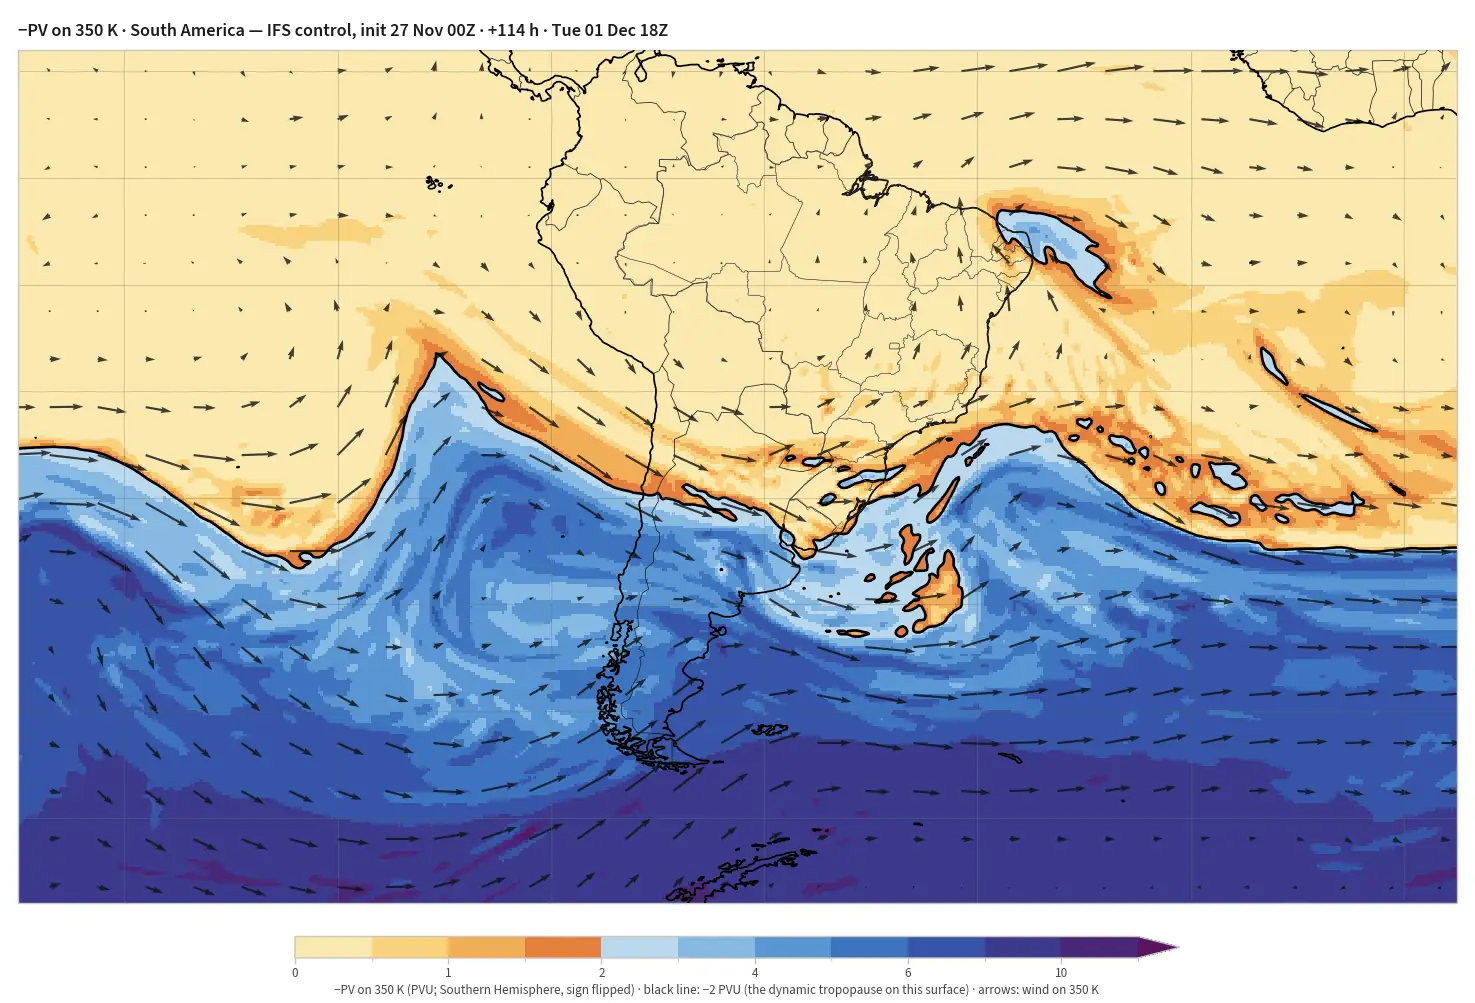 −PV on 350 K · South America — IFS control, init 27 Nov 00Z · +114 h · Tue 01 Dec 18Z
0 1 2 4 6 10
−PV on 350 K (PVU; Southern Hemisphere, sign flipped) · black line: −2 PVU (the dynamic tropopause on this surface) · arrows: wind on 350 K